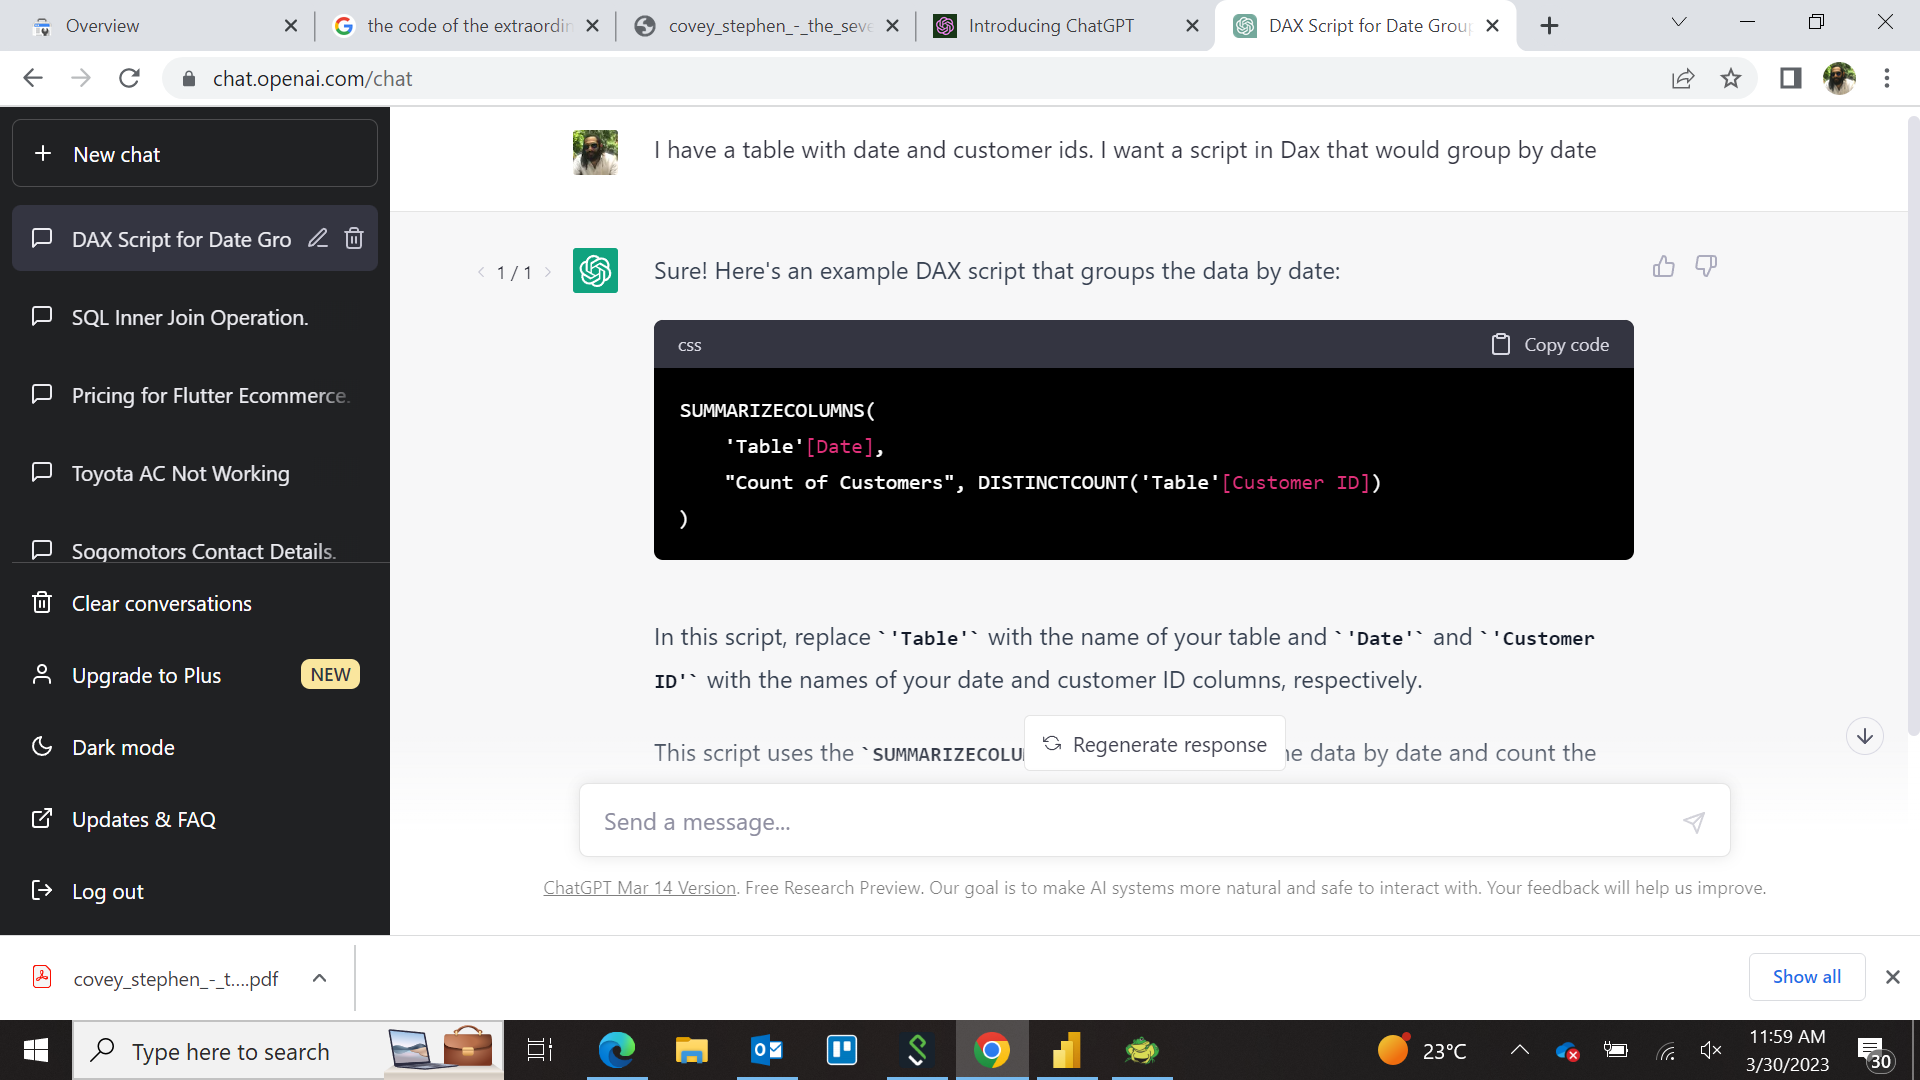 Overview
the code of the extraordin
covey_stephen_-_the_seve
Introducing ChatGPT
DAX Script for Date Group
chat.openai.com/chat
New chat
DAX Script for Date Gro
SQL Inner Join Operation.
Pricing for Flutter Ecommerce.
Toyota AC Not Working
Sogomotors Contact Details.
Clear conversations
Upgrade to Plus
NEW
Dark mode
Updates & FAQ
Log out
I have a table with date and customer ids. I want a script in Dax that would group by date
1 / 1
Sure! Here's an example DAX script that groups the data by date:
css
Copy code
SUMMARIZECOLUMNS(
'Table'[Date],
"Count of Customers", DISTINCTCOUNT('Table'[Customer ID])
)
In this script, replace `'Table'` with the name of your table and `'Date'` and `'Customer
ID'` with the names of your date and customer ID columns, respectively.
This script uses the `SUMMARIZECOLU
Regenerate response
e data by date and count the
Send a message...
ChatGPT Mar 14 Version. Free Research Preview. Our goal is to make AI systems more natural and safe to interact with. Your feedback will help us improve.
covey_stephen_-_t....pdf
Show all
Type here to search
23°C
11:59 AM
3/30/2023
30